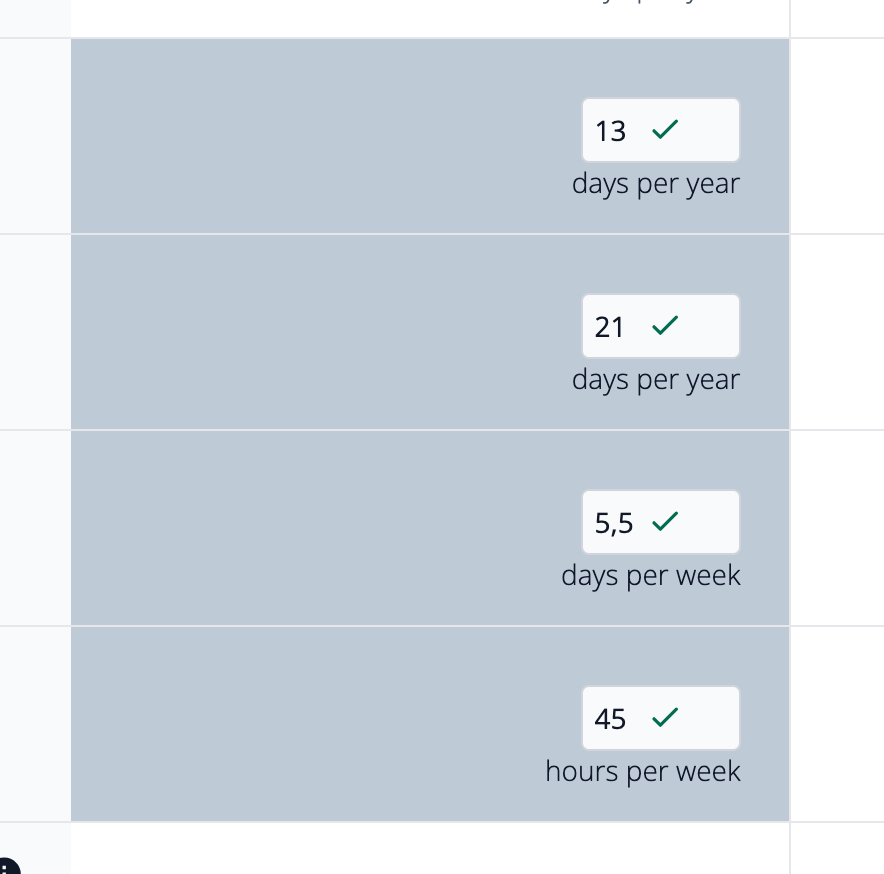 13
days per year
21
days per year
5,5
days per week
45
hours per week